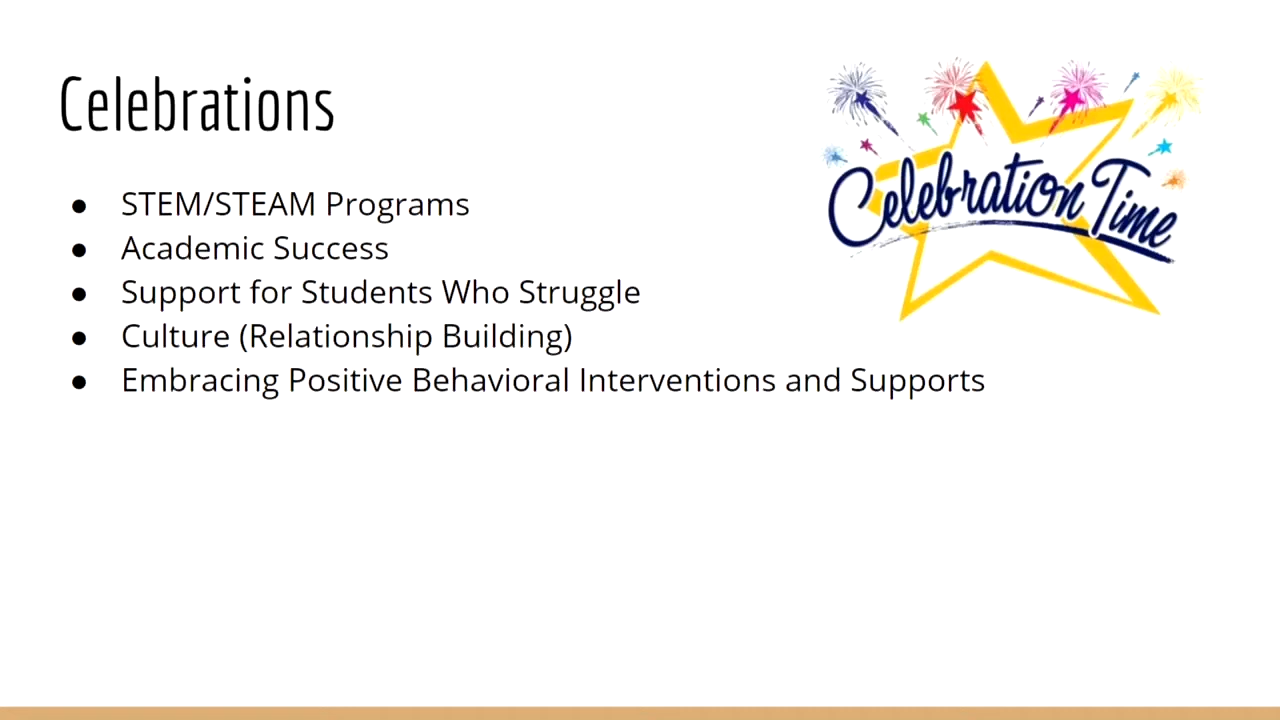 Celebrations
Celebration Time
● STEM/STEAM Programs
● Academic Success
● Support for Students Who Struggle
● Culture (Relationship Building)
● Embracing Positive Behavioral Interventions and Supports